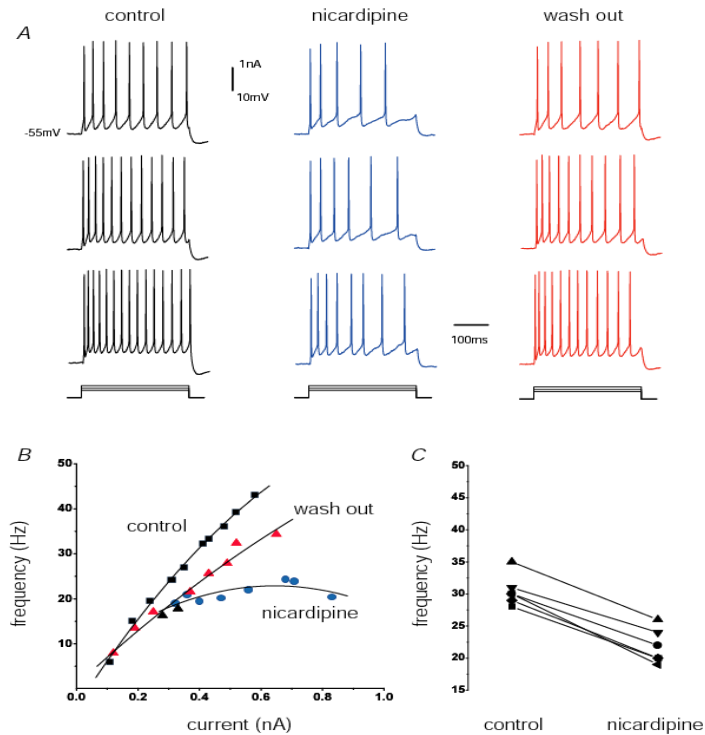 control nicardipine wash out
A
1nA
10mV
-55mV
100ms
B
50
40
30
20
10
frequency (Hz)
control
wash out
nicardipine
0.0 0.2 0.4 0.6 0.8 1.0
current (nA)
C
50
45
40
35
30
25
20
15
frequency (Hz)
control nicardipine